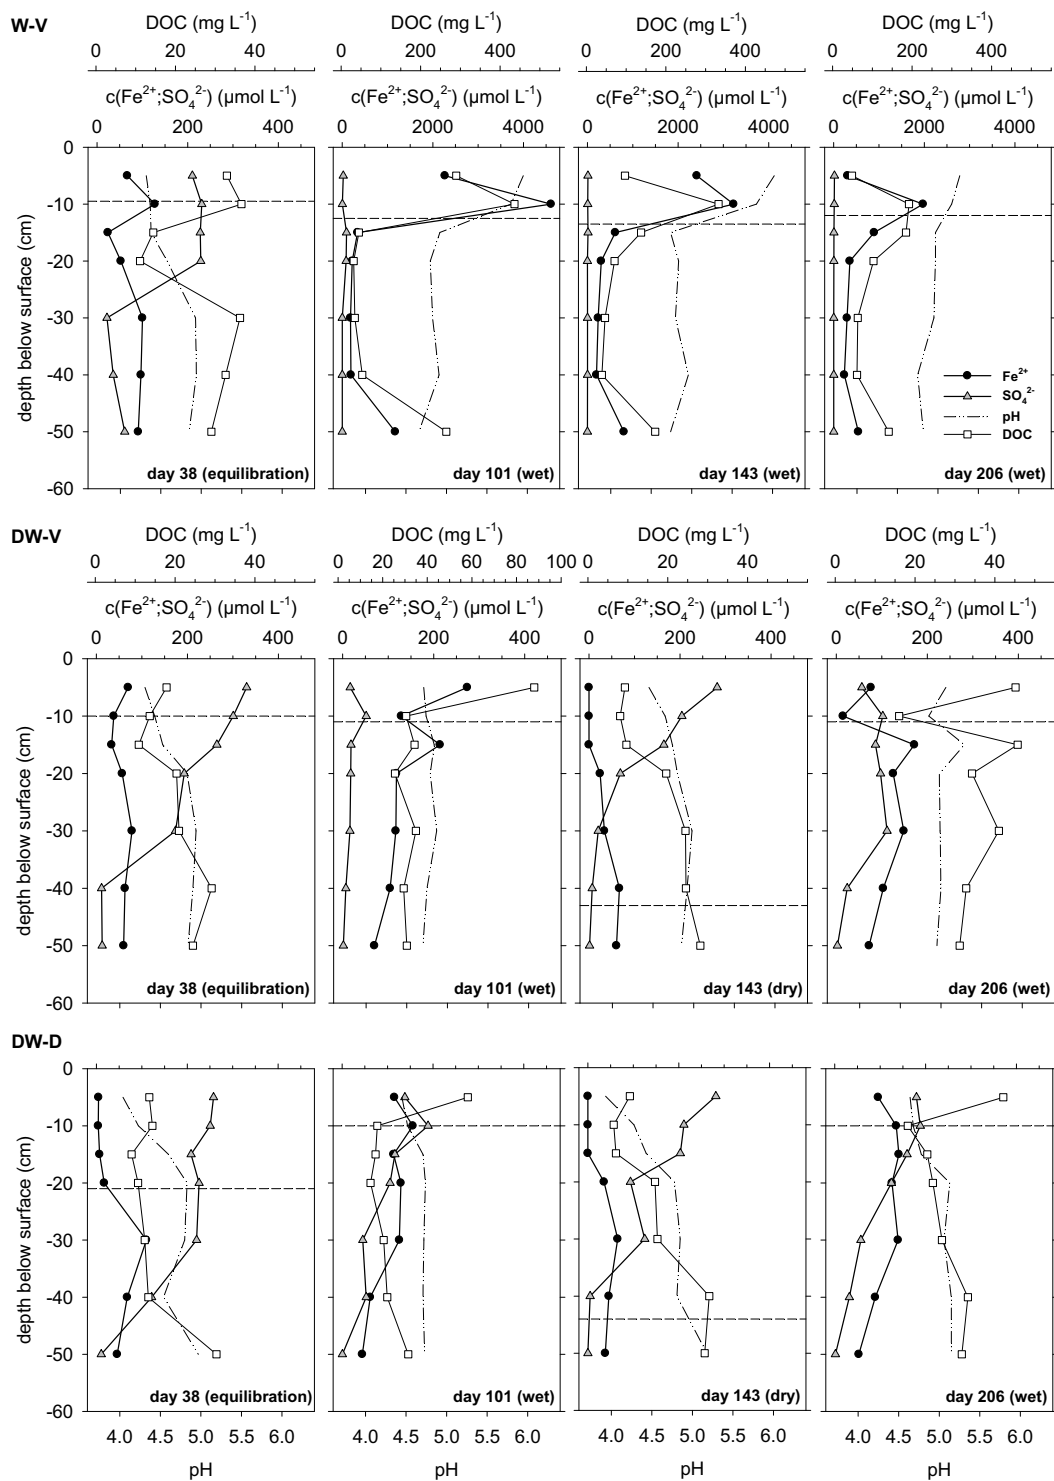 W-V
DOC (mg L⁻¹) DOC (mg L⁻¹) DOC (mg L⁻¹) DOC (mg L⁻¹)
0 20 40 0 100 0 100 0 100
c(Fe²⁺;SO₄²⁻) (µmol L⁻¹) c(Fe²⁺;SO₄²⁻) (µmol L⁻¹) c(Fe²⁺;SO₄²⁻) (µmol L⁻¹) c(Fe²⁺;SO₄²⁻) (µmol L⁻¹)
0 200 400 0 2000 4000 0 2000 4000 0 2000 4000
0
-10
-20
-30
-40
-50
-60
depth below surface (cm)
Fe²⁺
SO₄²⁻
pH
DOC
day 38 (equilibration) day 101 (wet) day 143 (wet) day 206 (wet)
DW-V
DOC (mg L⁻¹) DOC (mg L⁻¹) DOC (mg L⁻¹) DOC (mg L⁻¹)
0 20 40 0 20 40 60 80 100 0 20 40 0 20 40
c(Fe²⁺;SO₄²⁻) (µmol L⁻¹) c(Fe²⁺;SO₄²⁻) (µmol L⁻¹) c(Fe²⁺;SO₄²⁻) (µmol L⁻¹) c(Fe²⁺;SO₄²⁻) (µmol L⁻¹)
0 200 400 0 200 400 0 200 400 0 200 400
0
-10
-20
-30
-40
-50
-60
depth below surface (cm)
day 38 (equilibration) day 101 (wet) day 143 (dry) day 206 (wet)
DW-D
0
-10
-20
-30
-40
-50
-60
depth below surface (cm)
day 38 (equilibration) day 101 (wet) day 143 (dry) day 206 (wet)
4.0 4.5 5.0 5.5 6.0 4.0 4.5 5.0 5.5 6.0 4.0 4.5 5.0 5.5 6.0 4.0 4.5 5.0 5.5 6.0
pH pH pH pH